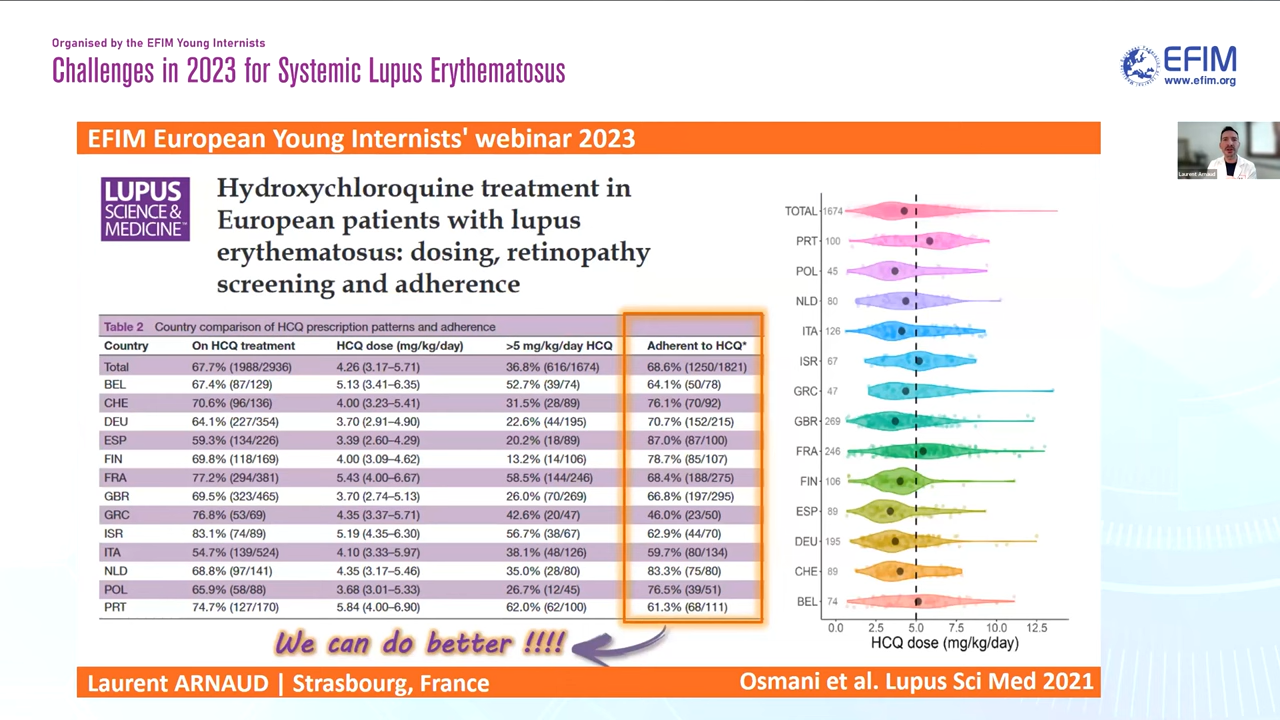 Organised by the EFIM Young Internists
Challenges in 2023 for Systemic Lupus Erythematosus
EFIM
www.efim.org
EFIM European Young Internists' webinar 2023
Laurent Arnaud
LUPUS
SCIENCE &
MEDICINE
Hydroxychloroquine treatment in
European patients with lupus
erythematosus: dosing, retinopathy
screening and adherence
Table 2 Country comparison of HCQ prescription patterns and adherence
Country On HCQ treatment HCQ dose (mg/kg/day) >5 mg/kg/day HCQ Adherent to HCQ*
Total 67.7% (1988/2936) 4.26 (3.17–5.71) 36.8% (616/1674) 68.6% (1250/1821)
BEL 67.4% (87/129) 5.13 (3.41–6.35) 52.7% (39/74) 64.1% (50/78)
CHE 70.6% (96/136) 4.00 (3.23–5.41) 31.5% (28/89) 76.1% (70/92)
DEU 64.1% (227/354) 3.70 (2.91–4.90) 22.6% (44/195) 70.7% (152/215)
ESP 59.3% (134/226) 3.39 (2.60–4.29) 20.2% (18/89) 87.0% (87/100)
FIN 69.8% (118/169) 4.00 (3.09–4.62) 13.2% (14/106) 78.7% (85/107)
FRA 77.2% (294/381) 5.43 (4.00–6.67) 58.5% (144/246) 68.4% (188/275)
GBR 69.5% (323/465) 3.70 (2.74–5.13) 26.0% (70/269) 66.8% (197/295)
GRC 76.8% (53/69) 4.35 (3.37–5.71) 42.6% (20/47) 46.0% (23/50)
ISR 83.1% (74/89) 5.19 (4.35–6.30) 56.7% (38/67) 62.9% (44/70)
ITA 54.7% (139/524) 4.10 (3.33–5.97) 38.1% (48/126) 59.7% (80/134)
NLD 68.8% (97/141) 4.35 (3.17–5.46) 35.0% (28/80) 83.3% (75/80)
POL 65.9% (58/88) 3.68 (3.01–5.33) 26.7% (12/45) 76.5% (39/51)
PRT 74.7% (127/170) 5.84 (4.00–6.90) 62.0% (62/100) 61.3% (68/111)
We can do better !!!!
TOTAL 1674
PRT 100
POL 45
NLD 80
ITA 126
ISR 67
GRC 47
GBR 269
FRA 246
FIN 106
ESP 89
DEU 195
CHE 89
BEL 74
0.0 2.5 5.0 7.5 10.0 12.5
HCQ dose (mg/kg/day)
Laurent ARNAUD | Strasbourg, France
Osmani et al. Lupus Sci Med 2021